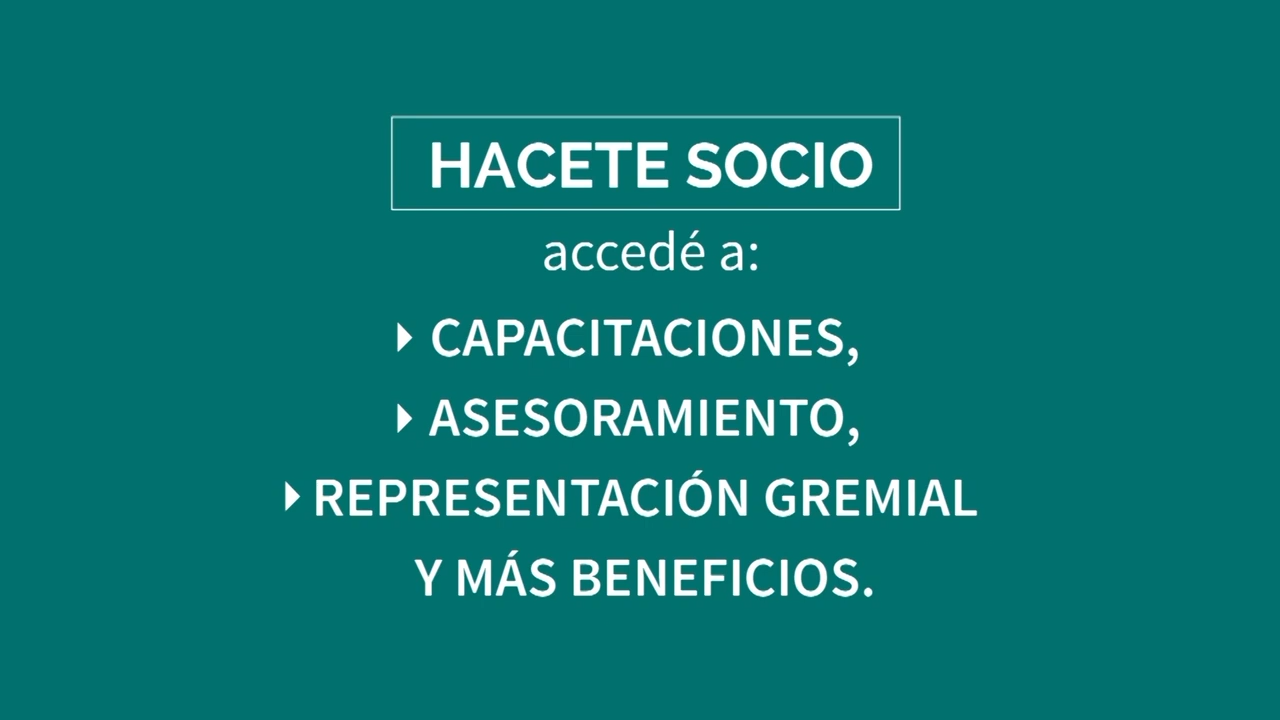 HACETE SOCIO
accedé a:
CAPACITACIONES,
ASESORAMIENTO,
REPRESENTACIÓN GREMIAL
Y MÁS BENEFICIOS.